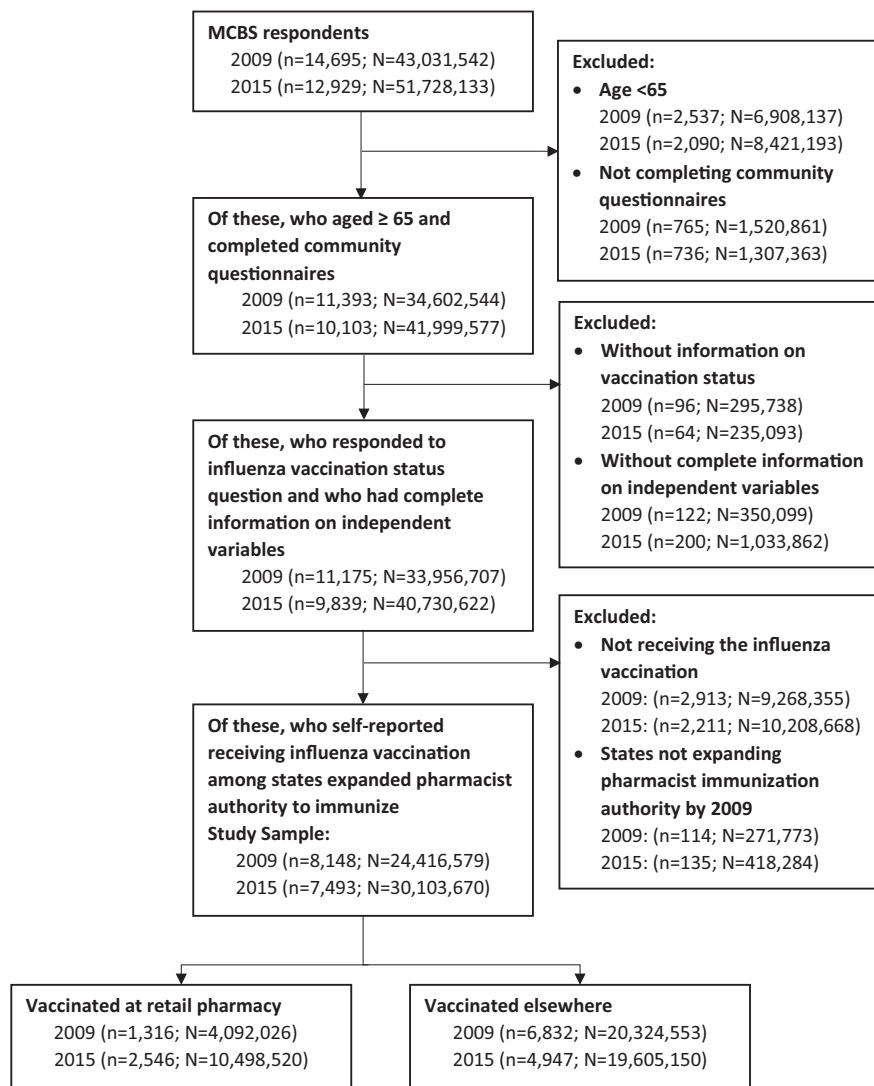 MCBS respondents
2009 (n=14,695; N=43,031,542)
2015 (n=12,929; N=51,728,133)
Excluded:
• Age <65
2009 (n=2,537; N=6,908,137)
2015 (n=2,090; N=8,421,193)
• Not completing community
questionnaires
2009 (n=765; N=1,520,861)
2015 (n=736; N=1,307,363)
Of these, who aged ≥ 65 and
completed community
questionnaires
2009 (n=11,393; N=34,602,544)
2015 (n=10,103; N=41,999,577)
Excluded:
• Without information on
vaccination status
2009 (n=96; N=295,738)
2015 (n=64; N=235,093)
• Without complete information
on independent variables
2009 (n=122; N=350,099)
2015 (n=200; N=1,033,862)
Of these, who responded to
influenza vaccination status
question and who had complete
information on independent
variables
2009 (n=11,175; N=33,956,707)
2015 (n=9,839; N=40,730,622)
Excluded:
• Not receiving the influenza
vaccination
2009: (n=2,913; N=9,268,355)
2015: (n=2,211; N=10,208,668)
• States not expanding
pharmacist immunization
authority by 2009
2009: (n=114; N=271,773)
2015: (n=135; N=418,284)
Of these, who self-reported
receiving influenza vaccination
among states expanded pharmacist
authority to immunize
Study Sample:
2009 (n=8,148; N=24,416,579)
2015 (n=7,493; N=30,103,670)
Vaccinated at retail pharmacy
2009 (n=1,316; N=4,092,026)
2015 (n=2,546; N=10,498,520)
Vaccinated elsewhere
2009 (n=6,832; N=20,324,553)
2015 (n=4,947; N=19,605,150)